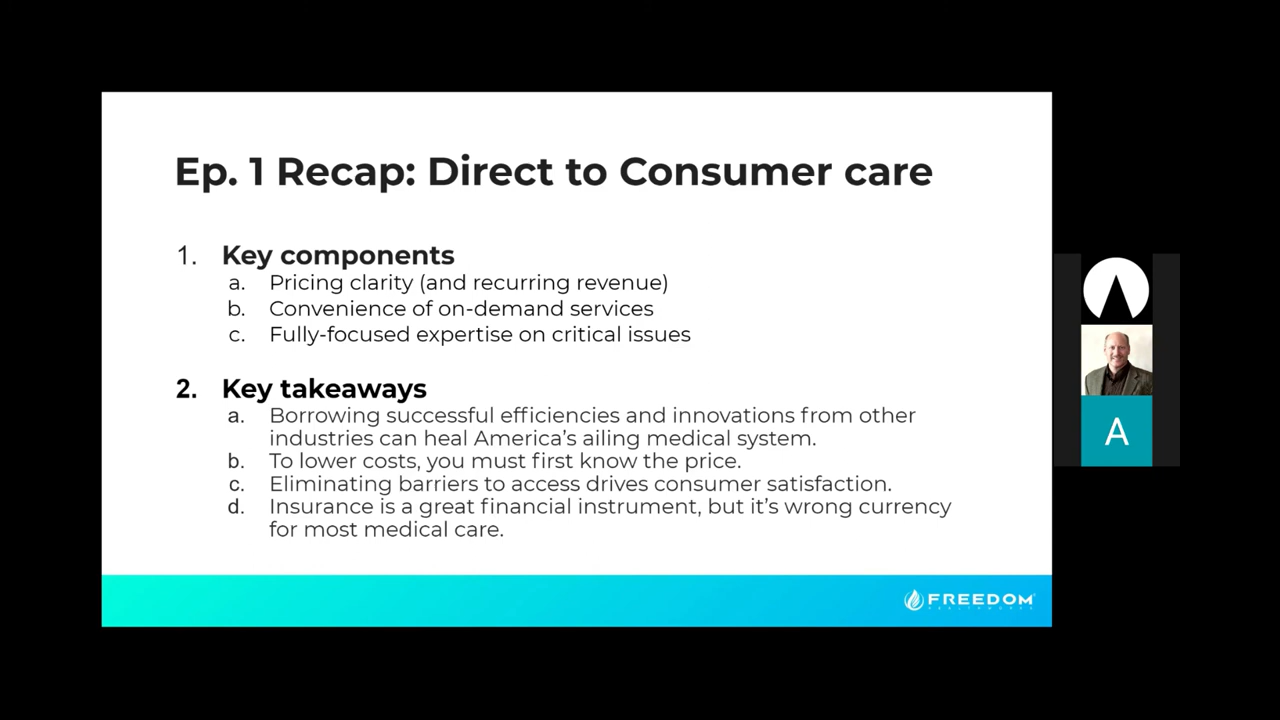 Ep. 1 Recap: Direct to Consumer care
1. Key components
a. Pricing clarity (and recurring revenue)
b. Convenience of on-demand services
c. Fully-focused expertise on critical issues
2. Key takeaways
a. Borrowing successful efficiencies and innovations from other
industries can heal America's ailing medical system.
b. To lower costs, you must first know the price.
c. Eliminating barriers to access drives consumer satisfaction.
d. Insurance is a great financial instrument, but it's wrong currency
for most medical care.
FREEDOM
A